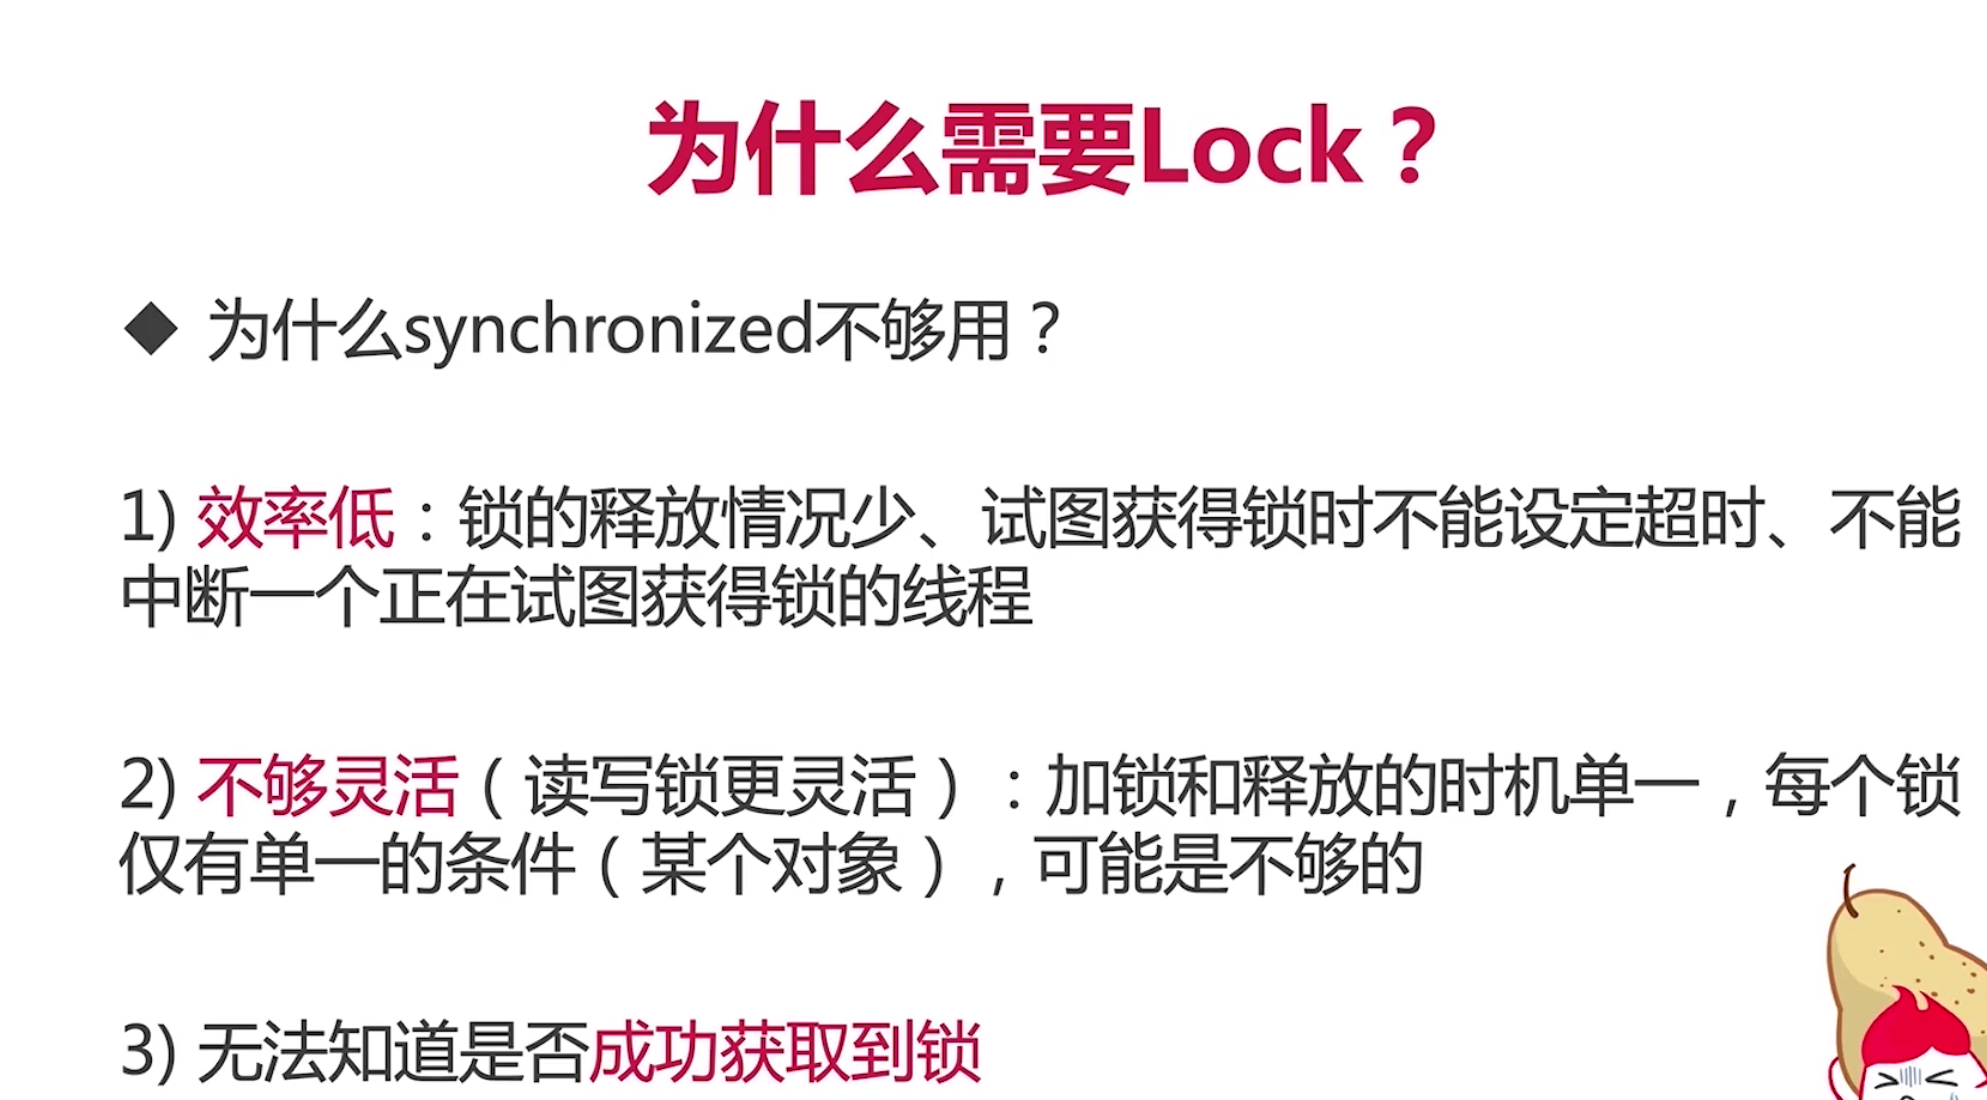 为什么需要Lock？
◆ 为什么synchronized不够用？
1) 效率低：锁的释放情况少、试图获得锁时不能设定超时、不能
中断一个正在试图获得锁的线程
2) 不够灵活（读写锁更灵活）：加锁和释放的时机单一，每个锁
仅有单一的条件（某个对象），可能是不够的
3) 无法知道是否成功获取到锁